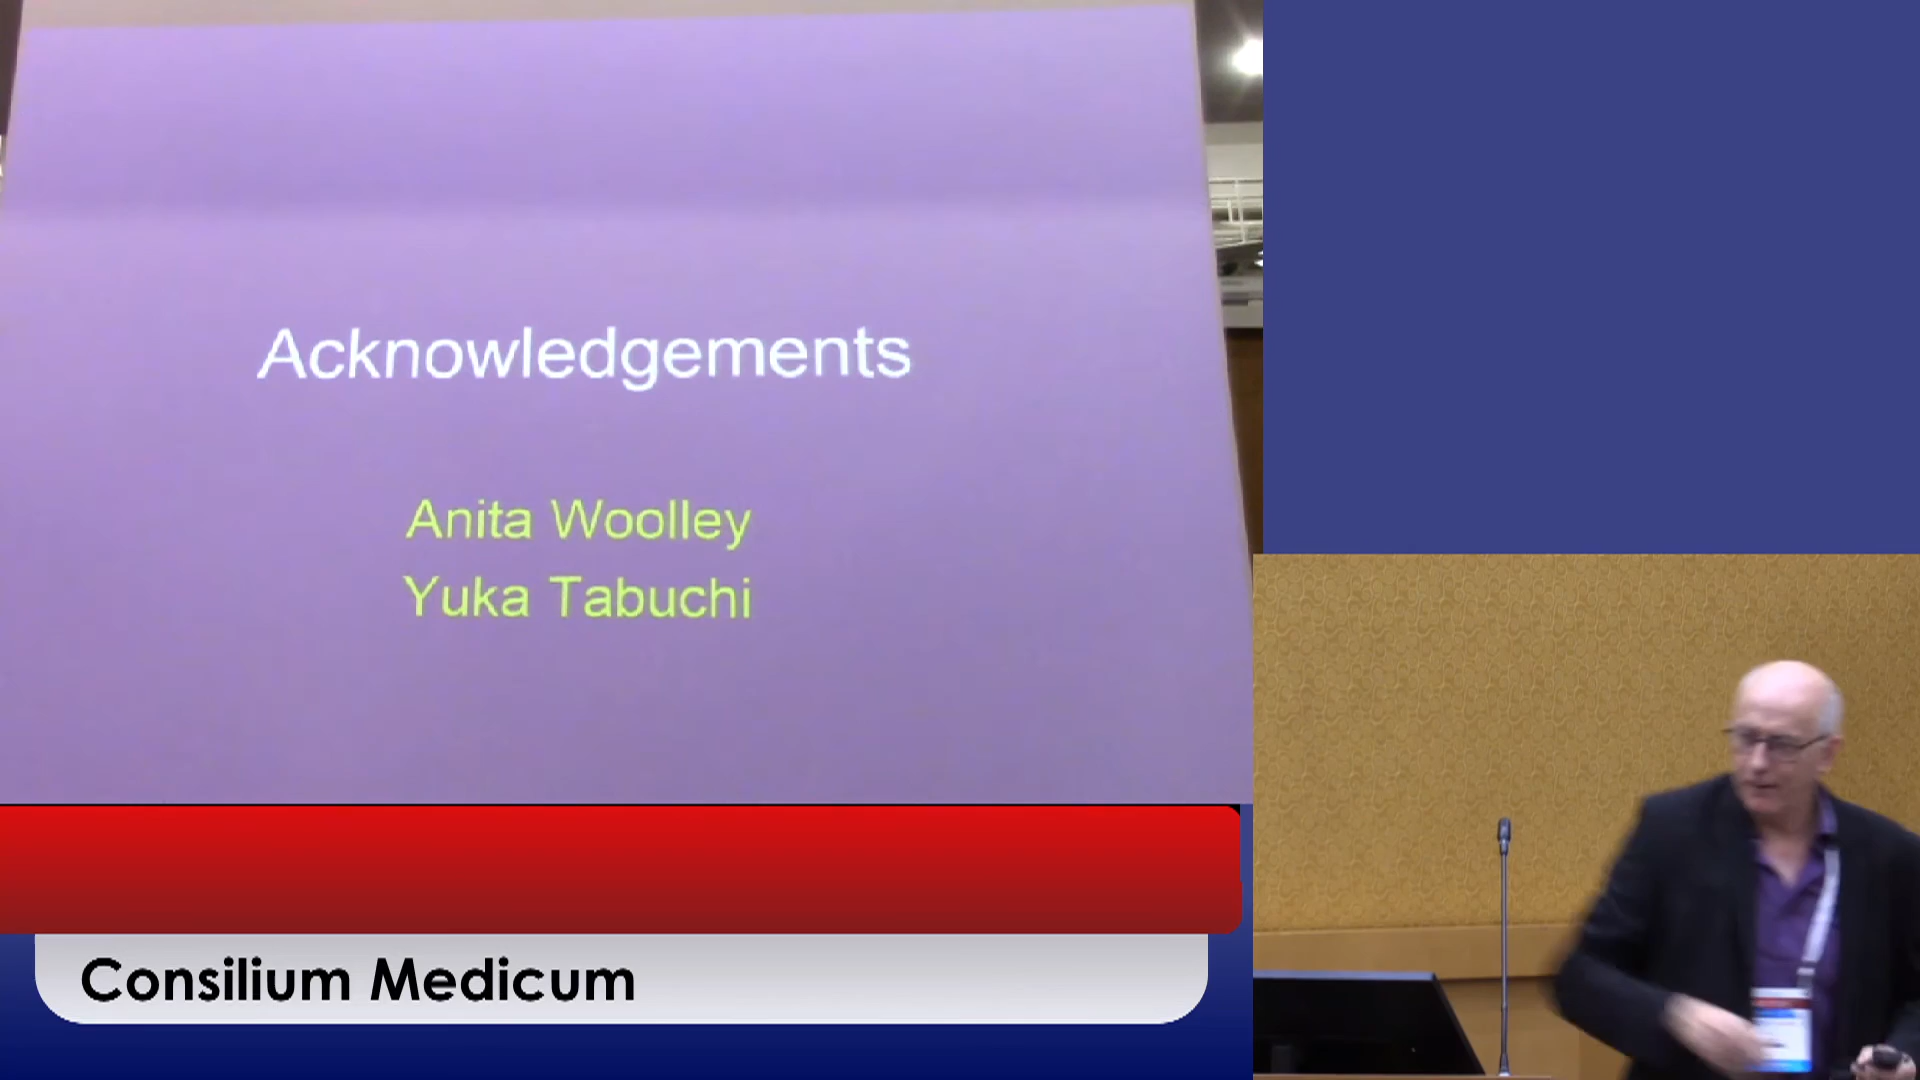 Acknowledgements
Anita Woolley
Yuka Tabuchi
Consilium Medicum